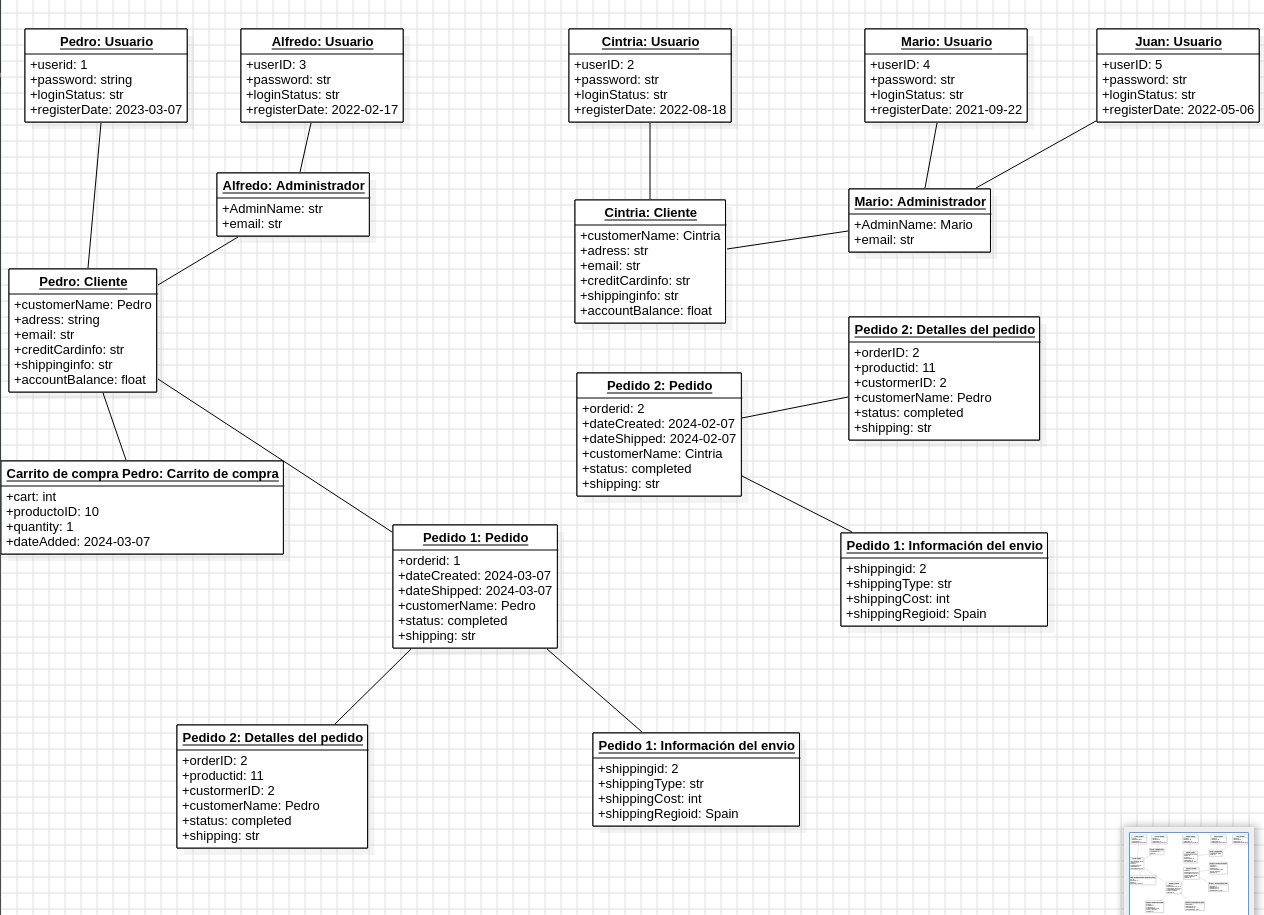 Pedro: Usuario
+userid: 1
+password: string
+loginStatus: str
+registerDate: 2023-03-07
Alfredo: Usuario
+userID: 3
+password: str
+loginStatus: str
+registerDate: 2022-02-17
Cintria: Usuario
+userID: 2
+password: str
+loginStatus: str
+registerDate: 2022-08-18
Mario: Usuario
+userID: 4
+password: str
+loginStatus: str
+registerDate: 2021-09-22
Juan: Usuario
+userID: 5
+password: str
+loginStatus: str
+registerDate: 2022-05-06
Alfredo: Administrador
+AdminName: str
+email: str
Cintria: Cliente
+customerName: Cintria
+adress: str
+email: str
+creditCardinfo: str
+shippinginfo: str
+accountBalance: float
Mario: Administrador
+AdminName: Mario
+email: str
Pedro: Cliente
+customerName: Pedro
+adress: string
+email: str
+creditCardinfo: str
+shippinginfo: str
+accountBalance: float
Pedido 2: Detalles del pedido
+orderID: 2
+productid: 11
+custormerID: 2
+customerName: Pedro
+status: completed
+shipping: str
Pedido 2: Pedido
+orderid: 2
+dateCreated: 2024-02-07
+dateShipped: 2024-02-07
+customerName: Cintria
+status: completed
+shipping: str
Carrito de compra Pedro: Carrito de compra
+cart: int
+productoID: 10
+quantity: 1
+dateAdded: 2024-03-07
Pedido 1: Pedido
+orderid: 1
+dateCreated: 2024-03-07
+dateShipped: 2024-03-07
+customerName: Pedro
+status: completed
+shipping: str
Pedido 1: Información del envio
+shippingid: 2
+shippingType: str
+shippingCost: int
+shippingRegioid: Spain
Pedido 2: Detalles del pedido
+orderID: 2
+productid: 11
+custormerID: 2
+customerName: Pedro
+status: completed
+shipping: str
Pedido 1: Información del envio
+shippingid: 2
+shippingType: str
+shippingCost: int
+shippingRegioid: Spain